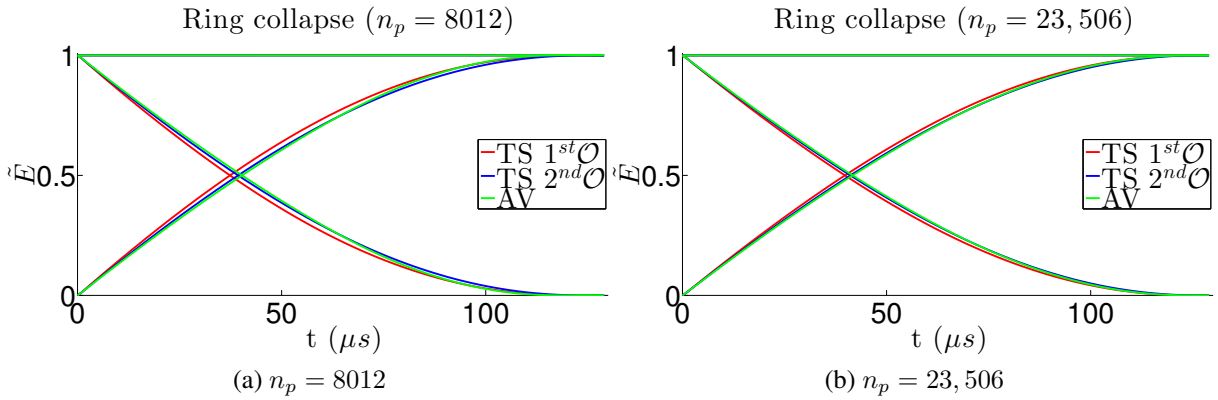 Ring collapse (n_p = 8012)
1
Ẽ
0.5
0
TS 1^{st}𝒪
TS 2^{nd}𝒪
AV
0 50 100
t (μs)
(a) n_p = 8012
Ring collapse (n_p = 23, 506)
1
Ẽ
0.5
0
TS 1^{st}𝒪
TS 2^{nd}𝒪
AV
0 50 100
t (μs)
(b) n_p = 23, 506